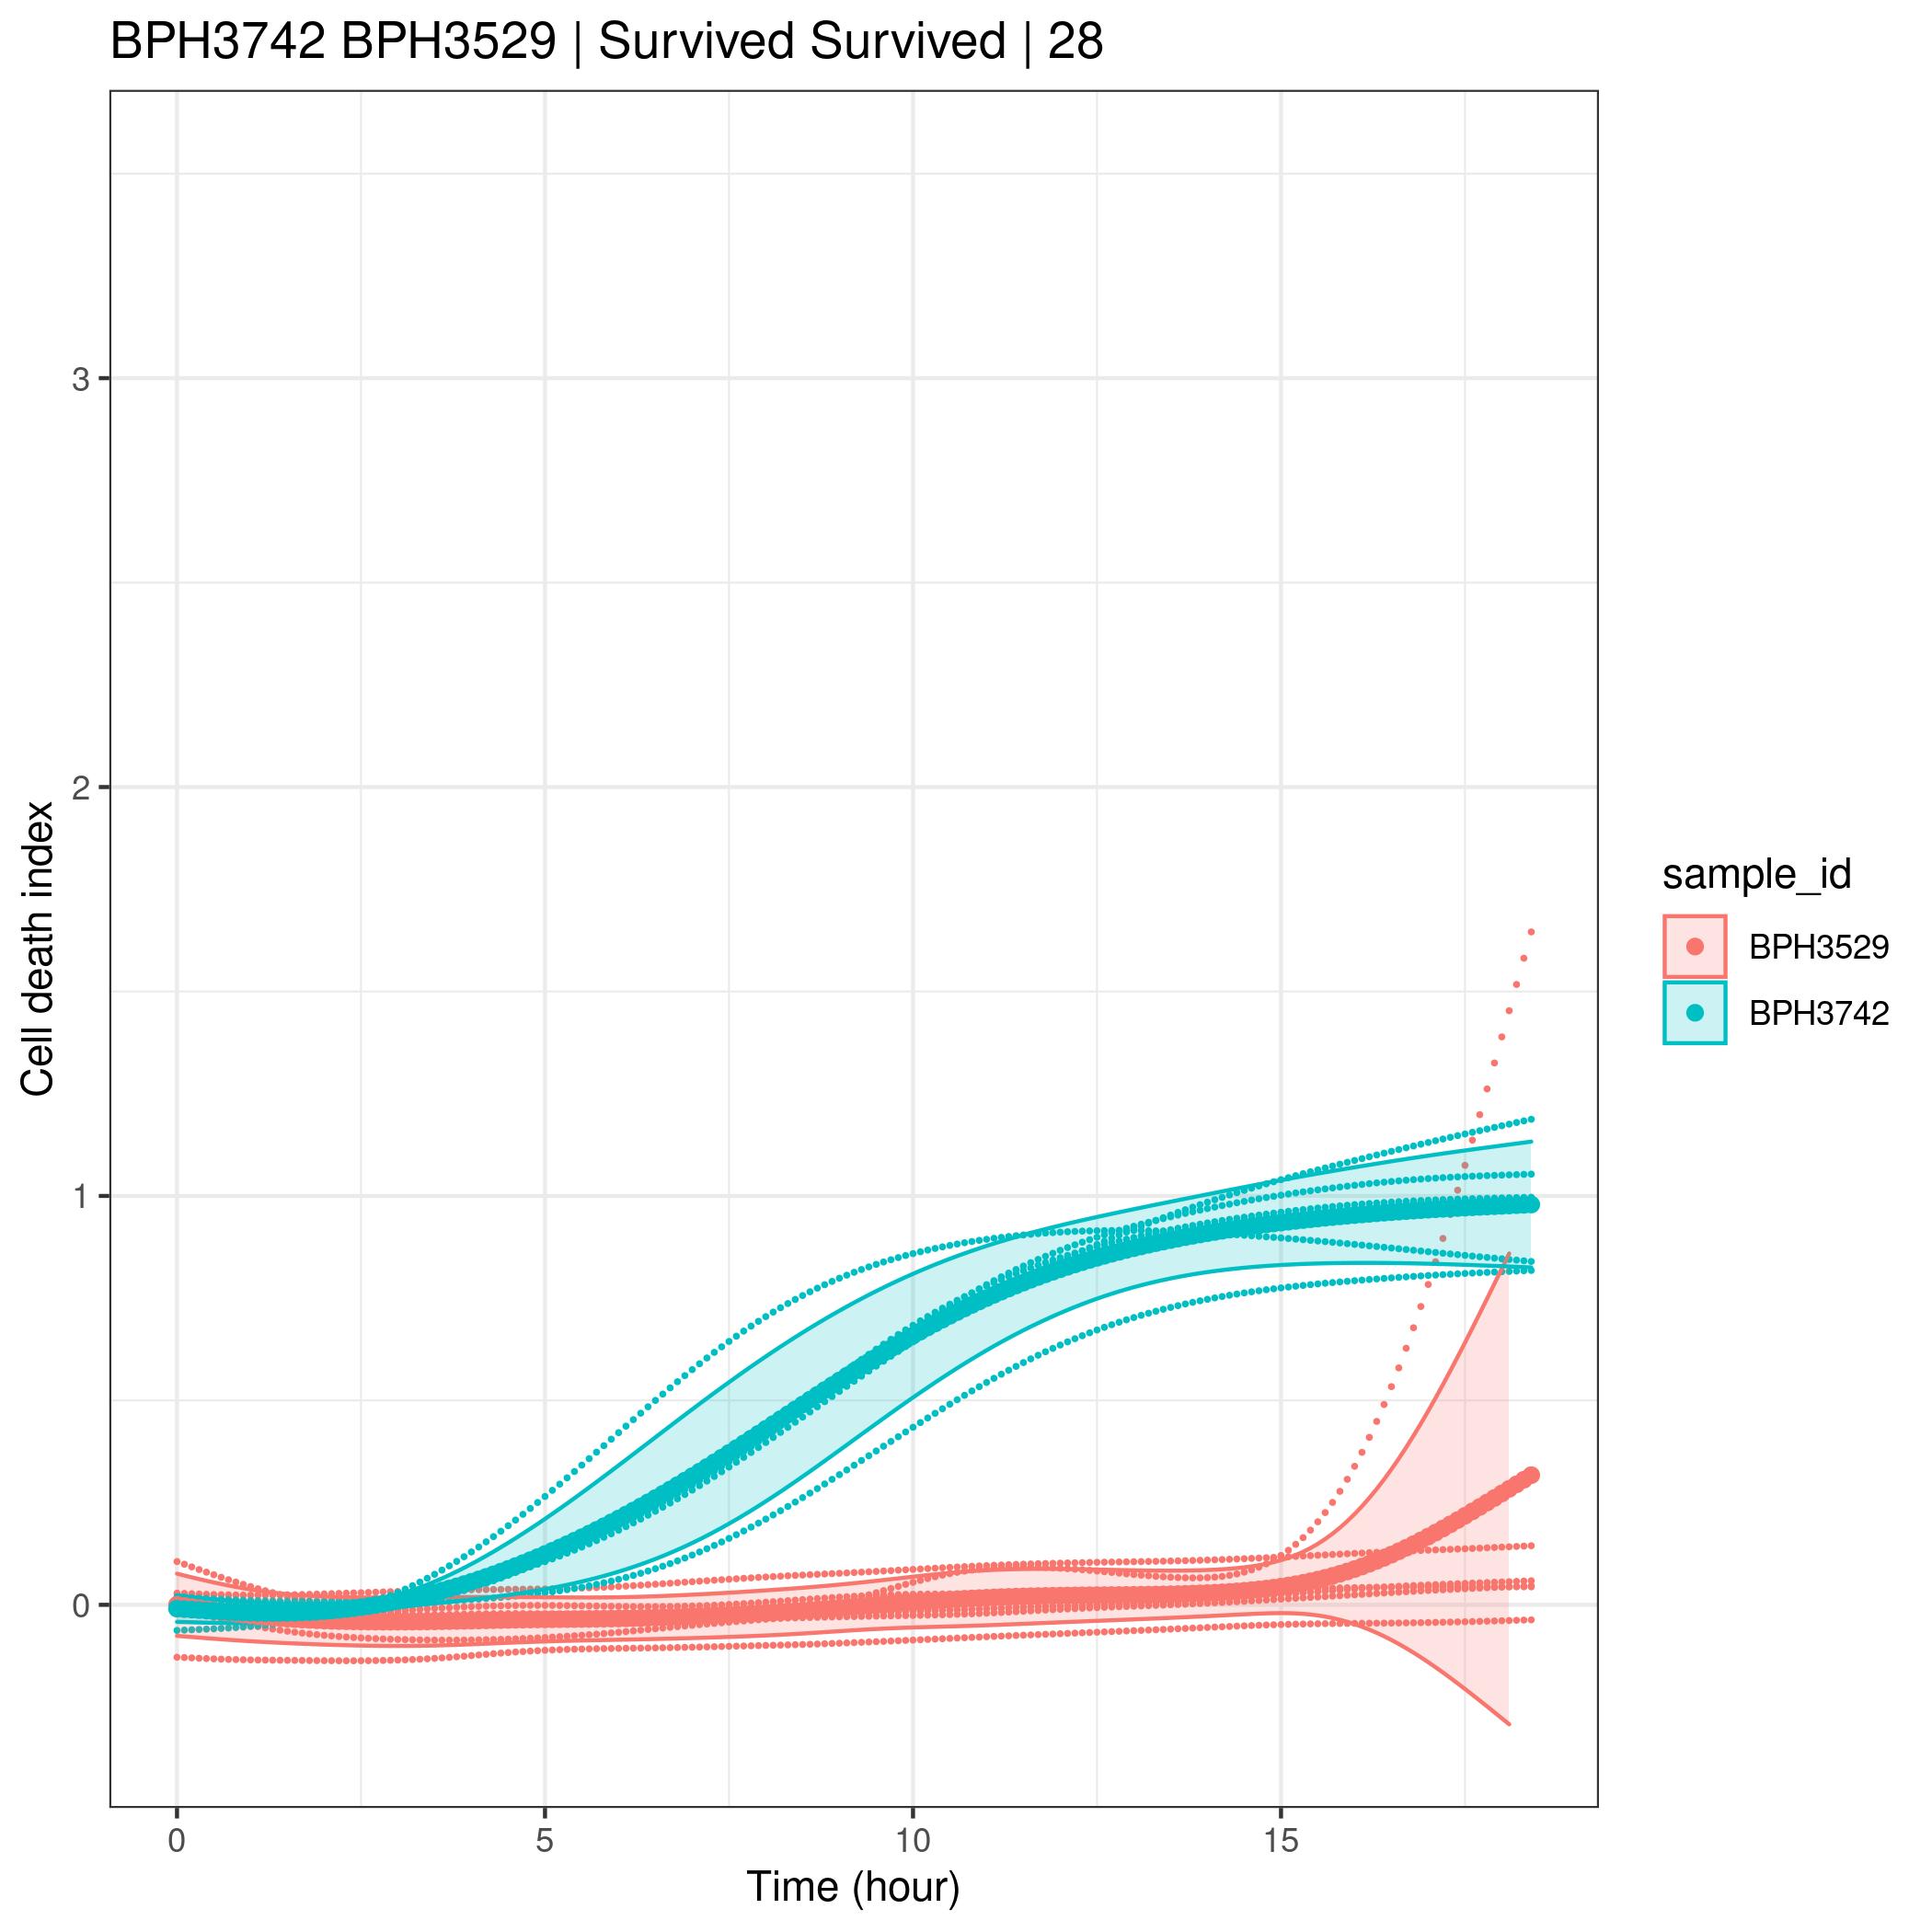 BPH3742 BPH3529 | Survived Survived | 28
3
2
1
0
Cell death index
0 5 10 15
Time (hour)
sample_id
BPH3529
BPH3742